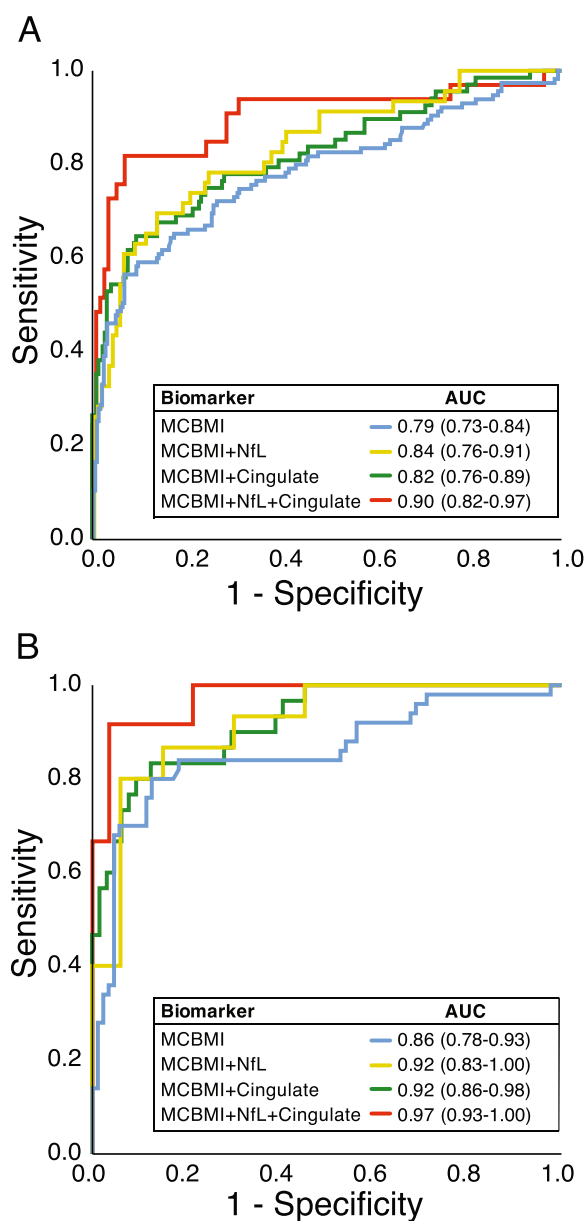 A
1.0
0.8
0.6
0.4
0.2
0.0
Sensitivity
Biomarker AUC
MCBMI 0.79 (0.73-0.84)
MCBMI+NfL 0.84 (0.76-0.91)
MCBMI+Cingulate 0.82 (0.76-0.89)
MCBMI+NfL+Cingulate 0.90 (0.82-0.97)
0.0 0.2 0.4 0.6 0.8 1.0
1 - Specificity
B
1.0
0.8
0.6
0.4
0.2
0.0
Sensitivity
Biomarker AUC
MCBMI 0.86 (0.78-0.93)
MCBMI+NfL 0.92 (0.83-1.00)
MCBMI+Cingulate 0.92 (0.86-0.98)
MCBMI+NfL+Cingulate 0.97 (0.93-1.00)
0.0 0.2 0.4 0.6 0.8 1.0
1 - Specificity